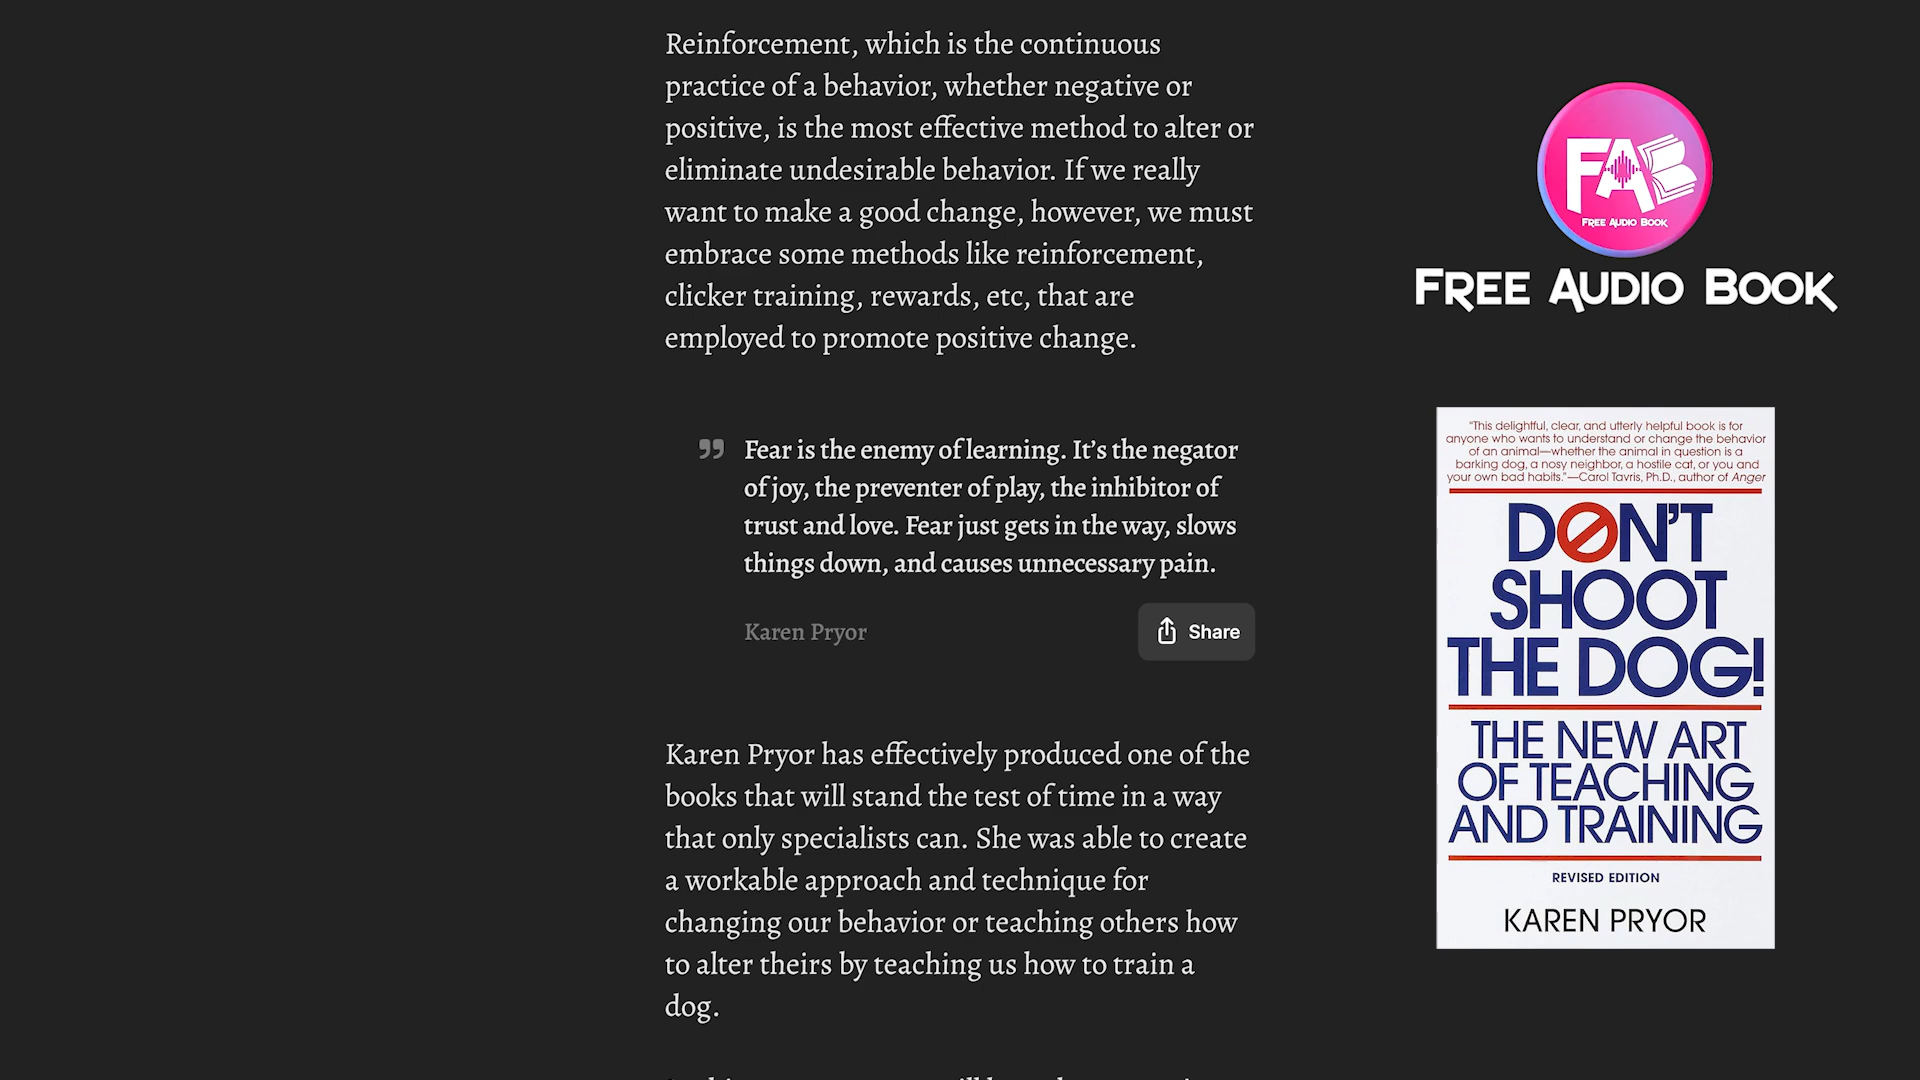 Reinforcement, which is the continuous
practice of a behavior, whether negative or
positive, is the most effective method to alter or
eliminate undesirable behavior. If we really
want to make a good change, however, we must
embrace some methods like reinforcement,
clicker training, rewards, etc, that are
employed to promote positive change.
Fear is the enemy of learning. It’s the negator
of joy, the preventer of play, the inhibitor of
trust and love. Fear just gets in the way, slows
things down, and causes unnecessary pain.
Karen Pryor
Share
Karen Pryor has effectively produced one of the
books that will stand the test of time in a way
that only specialists can. She was able to create
a workable approach and technique for
changing our behavior or teaching others how
to alter theirs by teaching us how to train a
dog.
FAB
Free Audio Book
Free Audio Book
"This delightful, clear, and utterly helpful book is for
anyone who wants to understand or change the behavior
of an animal—whether the animal in question is a
barking dog, a nosy neighbor, a hostile cat, or you and
your own bad habits."—Carol Tavris, Ph.D., author of Anger
DON'T
SHOOT
THE DOG!
THE NEW ART
OF TEACHING
AND TRAINING
REVISED EDITION
KAREN PRYOR